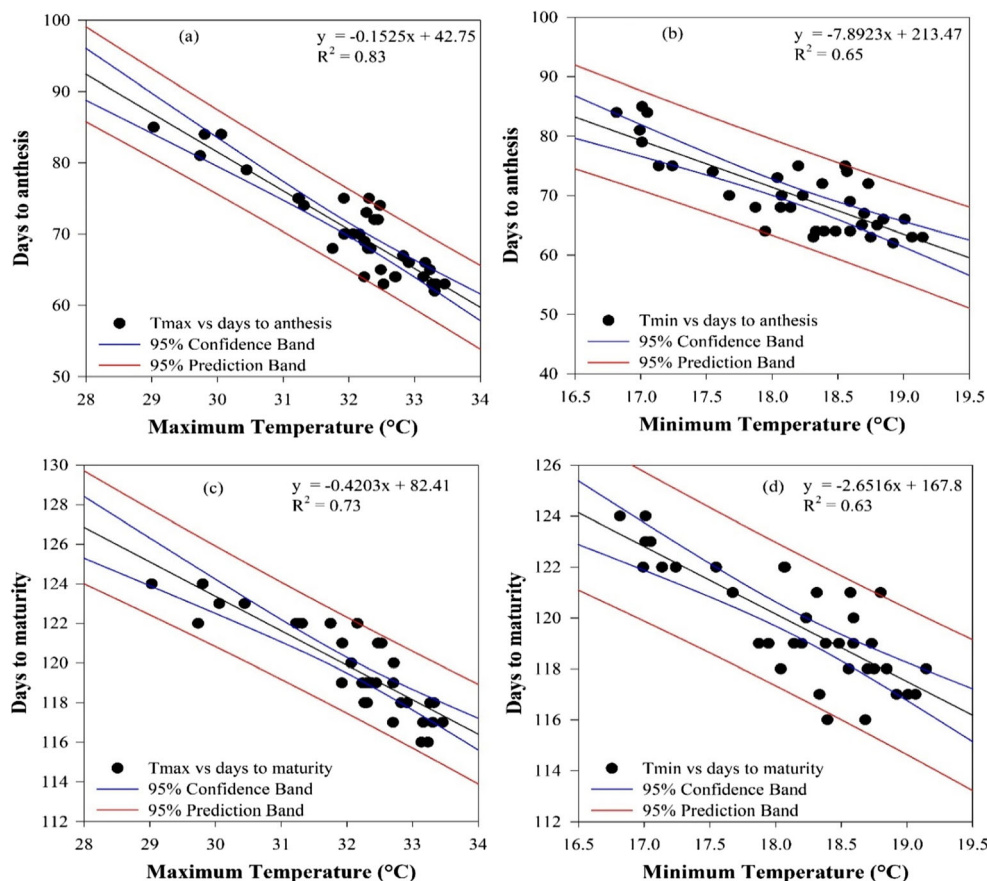 (a)
y = -0.1525x + 42.75
R² = 0.83
100
90
80
70
60
50
Days to anthesis
Tmax vs days to anthesis
95% Confidence Band
95% Prediction Band
28 29 30 31 32 33 34
Maximum Temperature (°C)
(b)
y = -7.8923x + 213.47
R² = 0.65
100
90
80
70
60
50
40
Days to anthesis
Tmin vs days to anthesis
95% Confidence Band
95% Prediction Band
16.5 17.0 17.5 18.0 18.5 19.0 19.5
Minimum Temperature (°C)
(c)
y = -0.4203x + 82.41
R² = 0.73
130
128
126
124
122
120
118
116
114
112
Days to maturity
Tmax vs days to maturity
95% Confidence Band
95% Prediction Band
28 29 30 31 32 33 34
Maximum Temperature (°C)
(d)
y = -2.6516x + 167.8
R² = 0.63
126
124
122
120
118
116
114
112
Days to maturity
Tmin vs days to maturity
95% Confidence Band
95% Prediction Band
16.5 17.0 17.5 18.0 18.5 19.0 19.5
Minimum Temperature (°C)